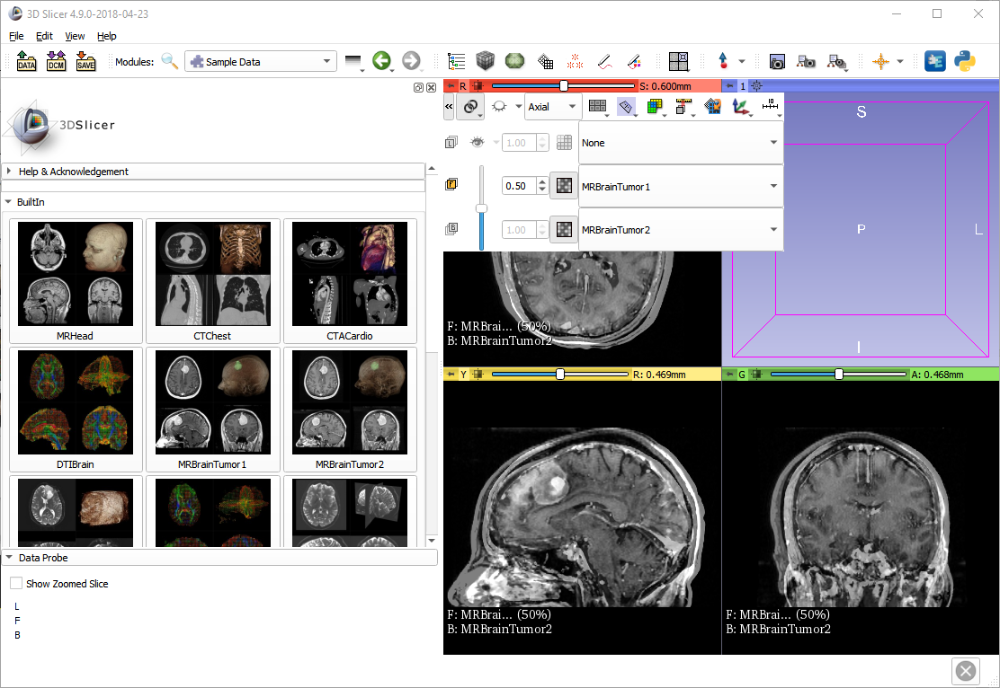 3D Slicer 4.9.0-2018-04-23
File Edit View Help
DATA DCM SAVE Modules: Sample Data
R S: 0.600mm 1
Axial
3DSlicer
L 1.00 None
Help & Acknowledgement
F 0.50 MRBrainTumor1
BuiltIn
B 1.00 MRBrainTumor2
S
P L
I
F: MRBrai... (50%)
B: MRBrainTumor2
MRHead CTChest CTACardio
Y R: 0.469mm G A: 0.468mm
DTIBrain MRBrainTumor1 MRBrainTumor2
Data Probe
Show Zoomed Slice
L
F
B
F: MRBrai... (50%)
B: MRBrainTumor2
F: MRBrai... (50%)
B: MRBrainTumor2